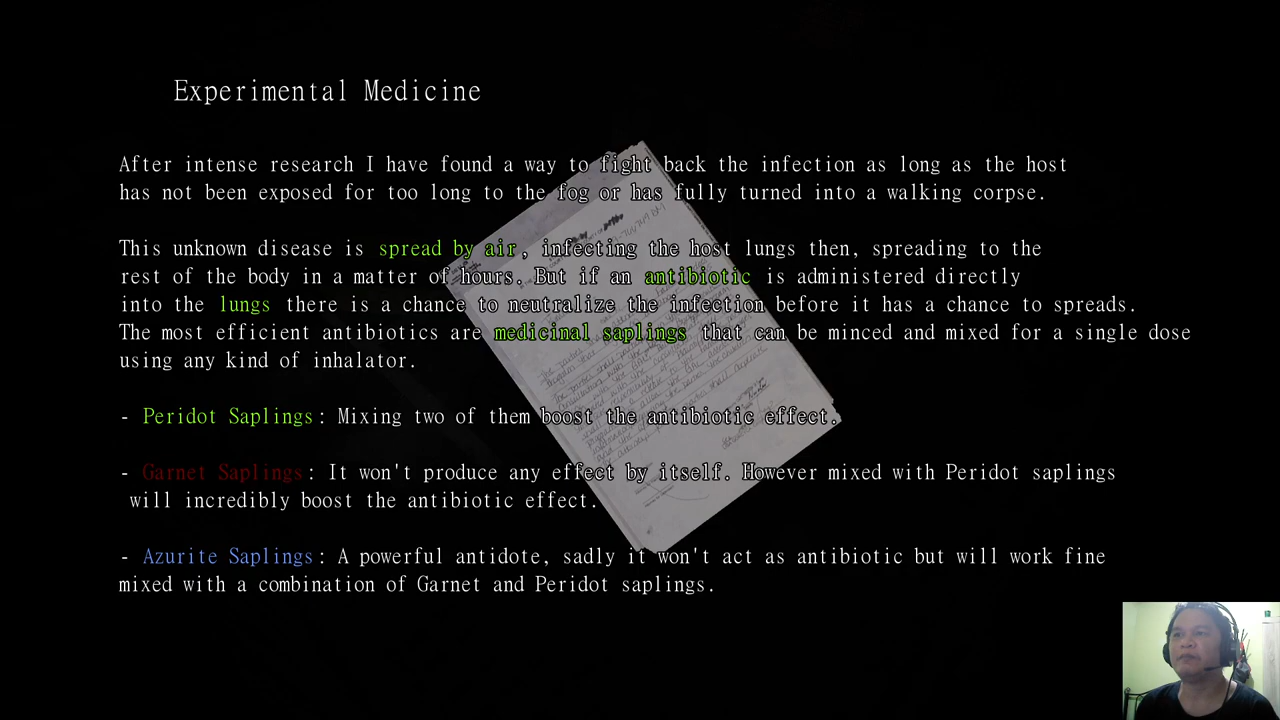 Experimental Medicine
After intense research I have found a way to fight back the infection as long as the host
has not been exposed for too long to the fog or has fully turned into a walking corpse.
This unknown disease is spread by air, infecting the host lungs then, spreading to the
rest of the body in a matter of hours. But if an antibiotic is administered directly
into the lungs there is a chance to neutralize the infection before it has a chance to spreads.
The most efficient antibiotics are medicinal saplings that can be minced and mixed for a single dose
using any kind of inhalator.
- Peridot Saplings: Mixing two of them boost the antibiotic effect.
- Garnet Saplings: It won't produce any effect by itself. However mixed with Peridot saplings
will incredibly boost the antibiotic effect.
- Azurite Saplings: A powerful antidote, sadly it won't act as antibiotic but will work fine
mixed with a combination of Garnet and Peridot saplings.